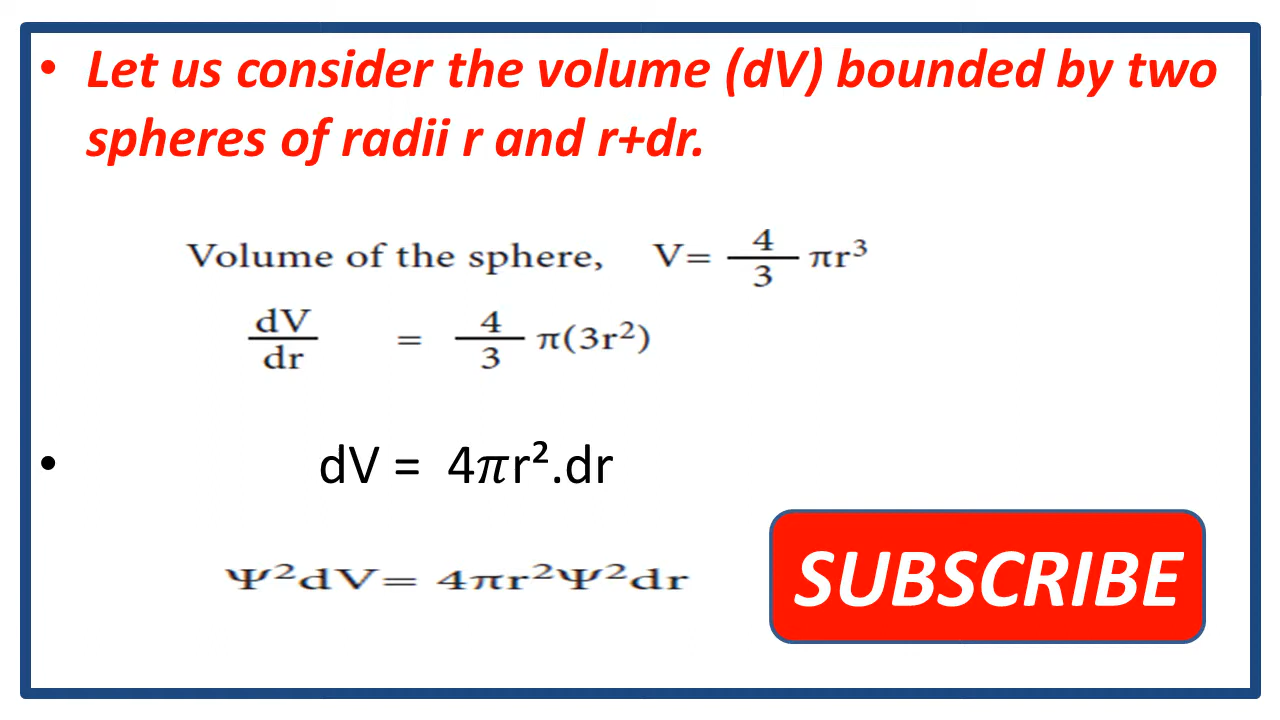 • Let us consider the volume (dV) bounded by two
spheres of radii r and r+dr.
Volume of the sphere, V= 4/3 πr³
dV/dr = 4/3 π(3r²)
• dV = 4𝜋r².dr
Ψ²dV= 4πr²Ψ²dr
SUBSCRIBE